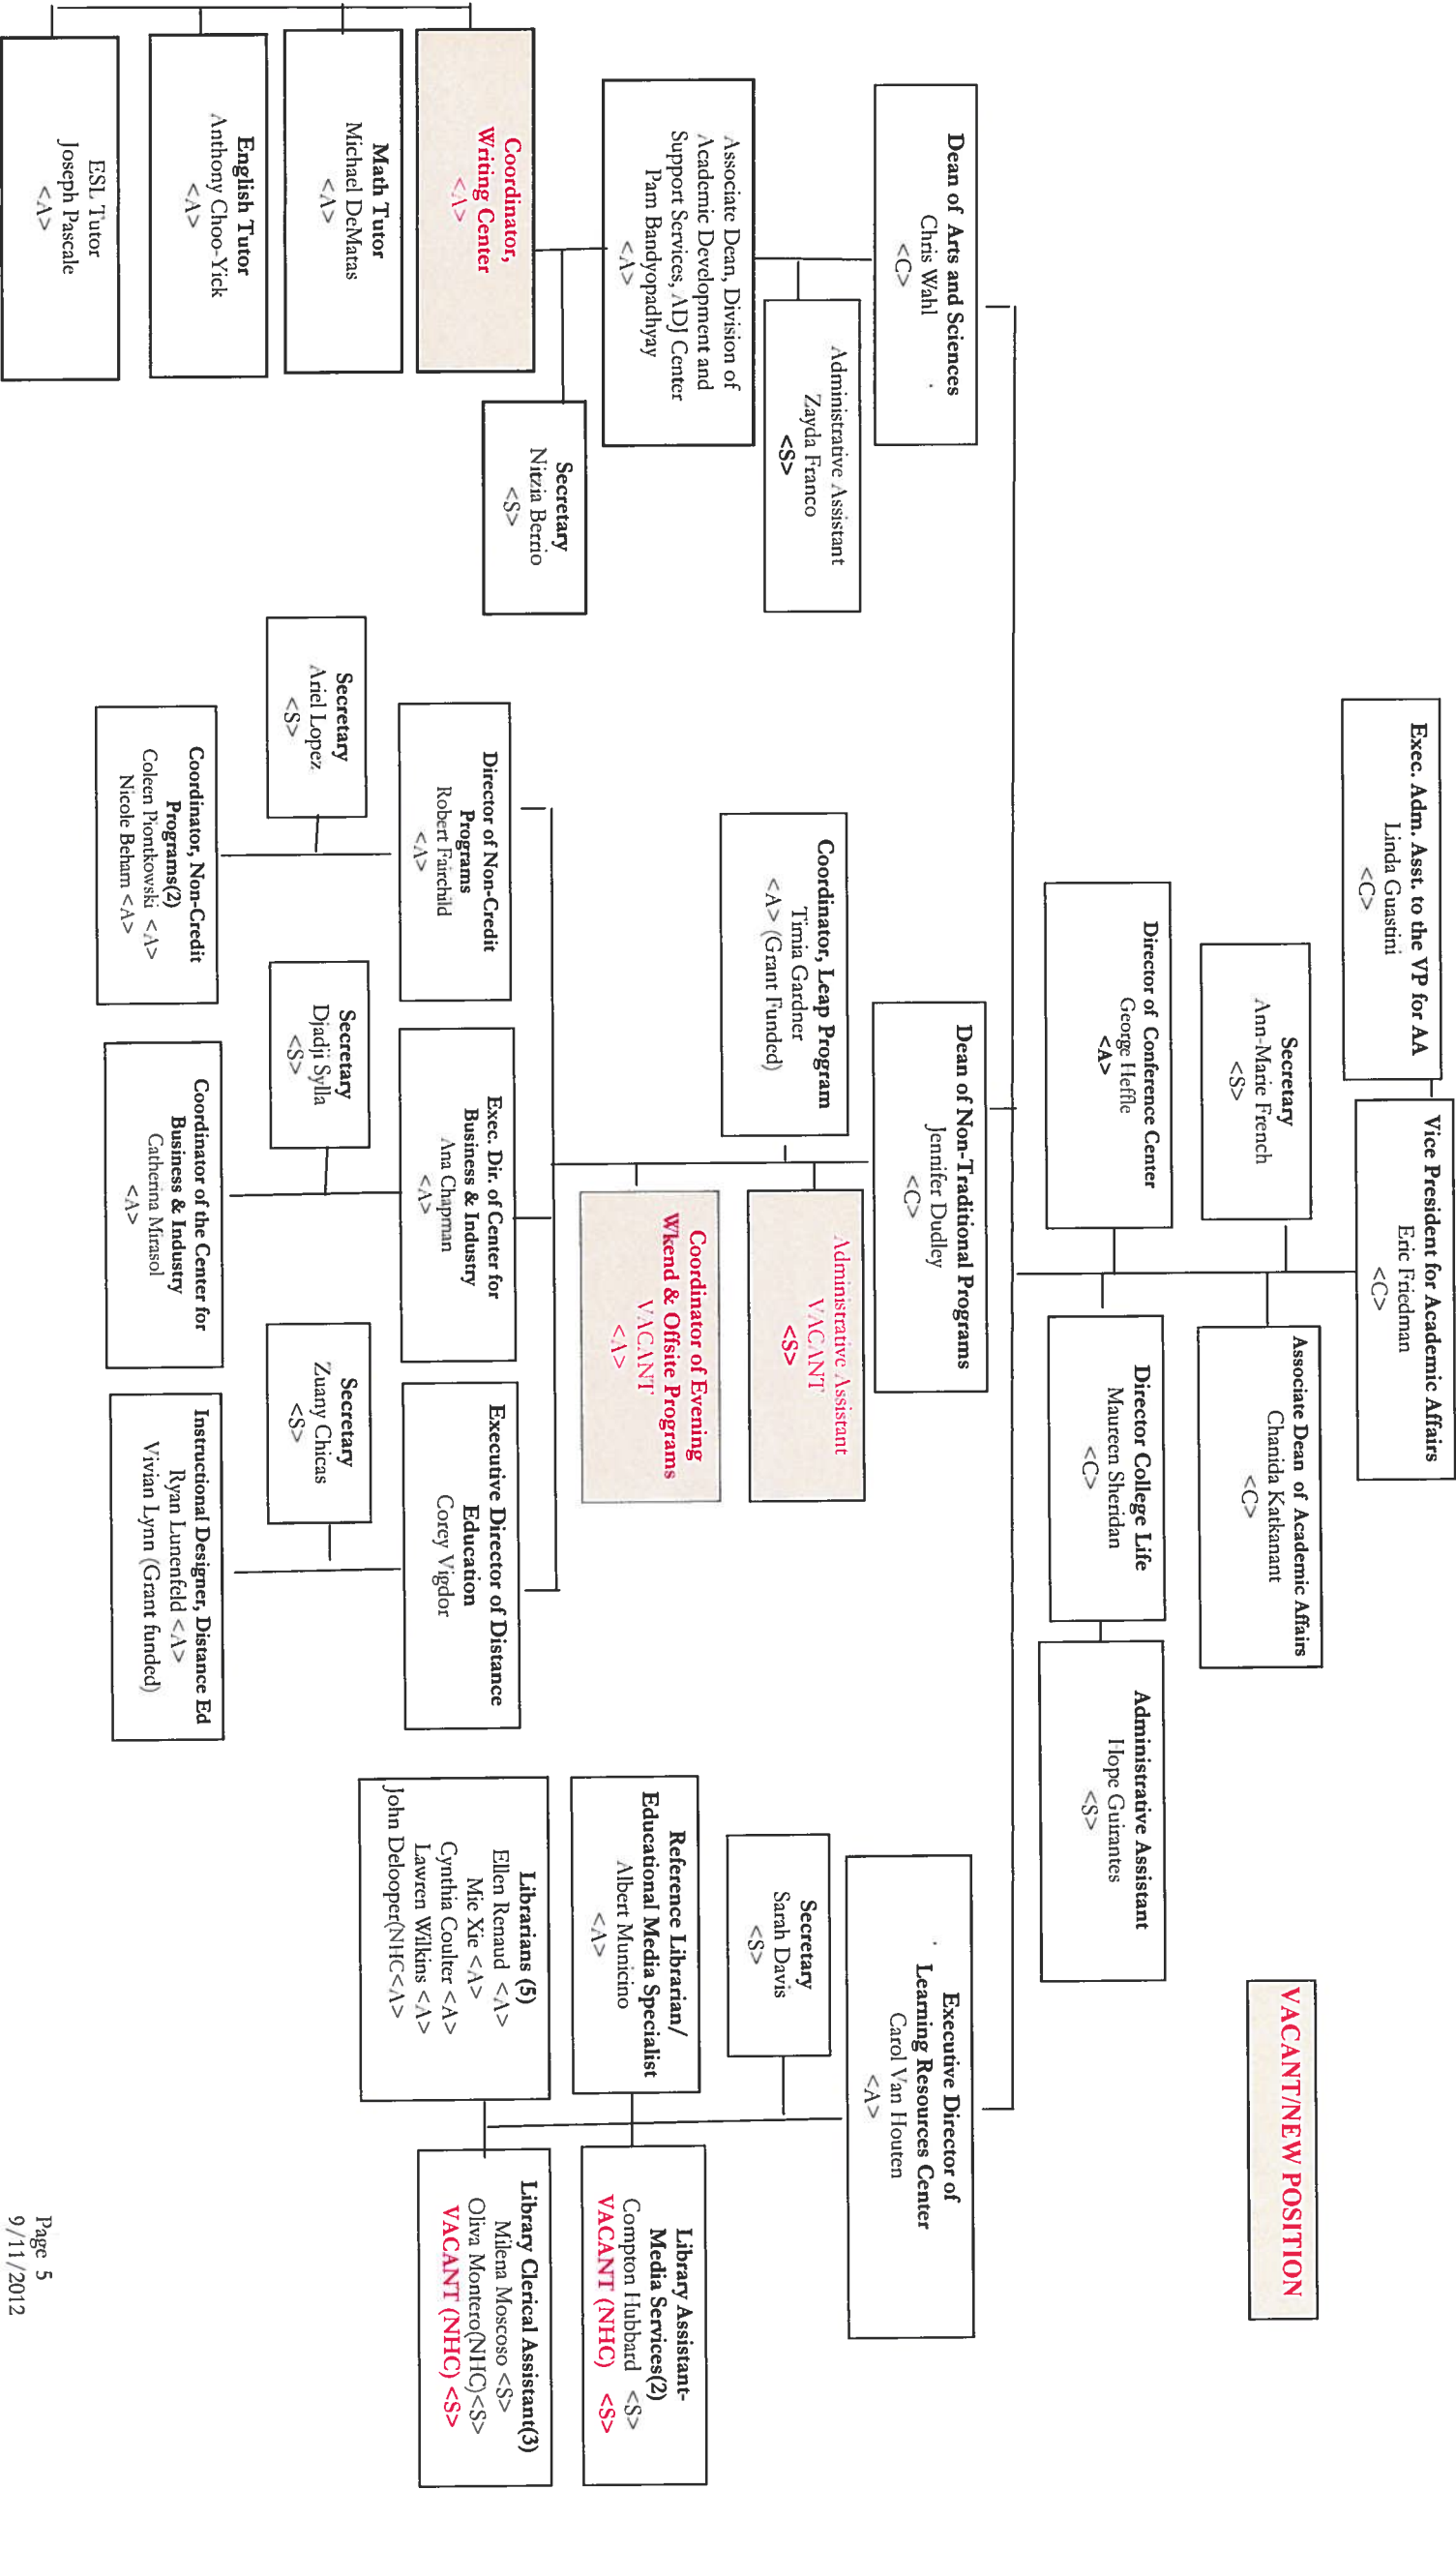 Exec. Adm. Asst. to the VP for AA
Linda Guastini
<C>
Vice President for Academic Affairs
Eric Friedman
<C>
VACANT/NEW POSITION
Secretary
Ann-Marie French
<S>
Associate Dean of Academic Affairs
Chanida Katkanant
<C>
Director of Conference Center
George Heffle
<A>
Director College Life
Maureen Sheridan
<C>
Administrative Assistant
Hope Guirantes
<S>
Dean of Arts and Sciences
Chris Wahl
<C>
Administrative Assistant
Zayda Franco
<S>
Associate Dean, Division of
Academic Development and
Support Services, ADJ Center
Pam Bandyopadhyay
<A>
Secretary
Nitzia Berrio
<S>
Coordinator,
Writing Center
<A>
Math Tutor
Michael DeMatas
<A>
English Tutor
Anthony Choo-Yick
<A>
ESL Tutor
Joseph Pascale
<A>
Dean of Non-Traditional Programs
Jennifer Dudley
<C>
Coordinator, Leap Program
Timia Gardner
<A> (Grant Funded)
Administrative Assistant
VACANT
<S>
Coordinator of Evening
Wkend & Offsite Programs
VACANT
<A>
Director of Non-Credit
Programs
Robert Fairchild
<A>
Secretary
Ariel Lopez
<S>
Coordinator, Non-Credit
Programs(2)
Coleen Piontkowski <A>
Nicole Beham <A>
Exec. Dir. of Center for
Business & Industry
Ana Chapman
<A>
Secretary
Djadji Sylla
<S>
Coordinator of the Center for
Business & Industry
Catherina Mirasol
<A>
Executive Director of Distance
Education
Corey Vigdor
Secretary
Zuany Chicas
<S>
Instructional Designer, Distance Ed
Ryan Lunenfeld <A>
Vivian Lynn (Grant funded)
Executive Director of
Learning Resources Center
Carol Van Houten
<A>
Secretary
Sarah Davis
<S>
Reference Librarian/
Educational Media Specialist
Albert Municino
<A>
Library Assistant-
Media Services(2)
Compton Hubbard <S>
VACANT (NHC) <S>
Librarians (5)
Ellen Renaud <A>
Mic Xie <A>
Cynthia Coulter <A>
Lawren Wilkins <A>
John Delooper(NHC<A>
Library Clerical Assistant(3)
Milena Moscoso <S>
Oliva Montero(NHC)<S>
VACANT (NHC) <S>
Page 5
9/11/2012